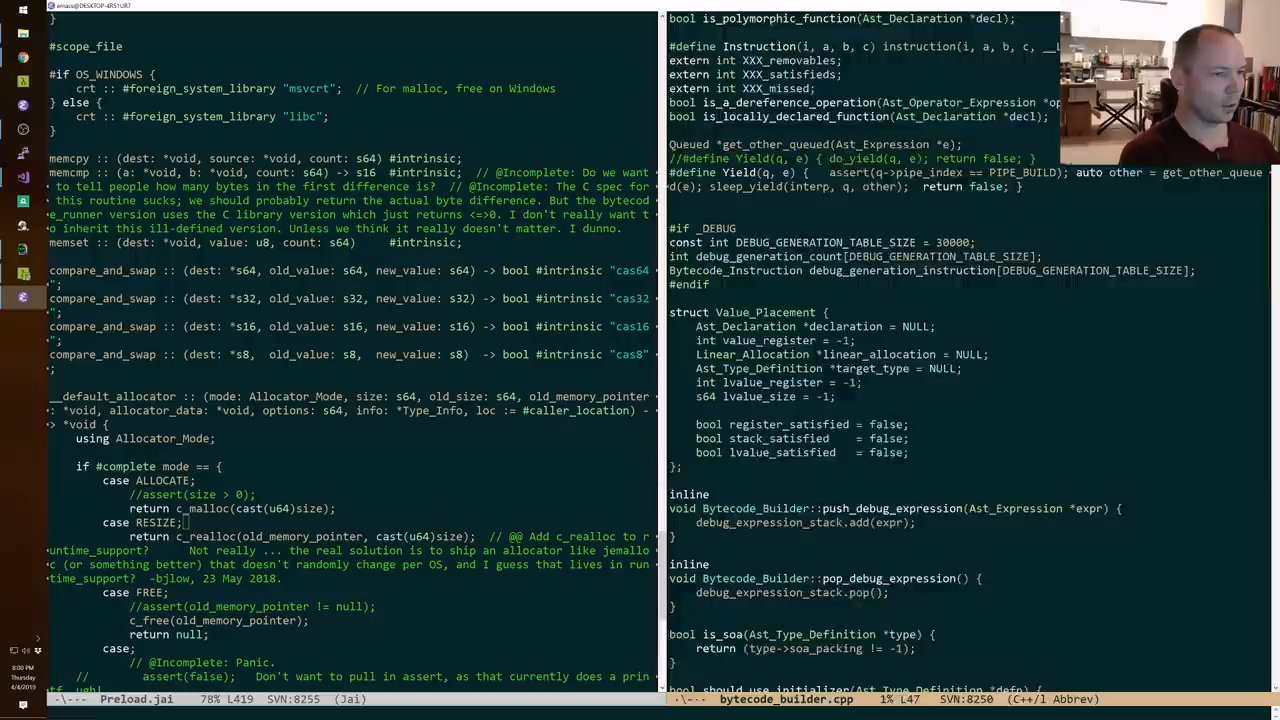 emacs@DESKTOP-4RS1UR7
}
#scope_file
#if OS_WINDOWS {
    crt :: #foreign_system_library "msvcrt";  // For malloc, free on Windows
} else {
    crt :: #foreign_system_library "libc";
}
memcpy :: (dest: *void, source: *void, count: s64) #intrinsic;
memcmp :: (a: *void, b: *void, count: s64) -> s16 #intrinsic;  // @Incomplete: Do we want
 to tell people how many bytes in the first difference is?  // @Incomplete: The C spec for
 this routine sucks; we should probably return the actual byte difference. But the bytecod
e_runner version uses the C library version which just returns <=>0. I don't really want t
o inherit this ill-defined version. Unless we think it really doesn't matter. I dunno.
memset :: (dest: *void, value: u8, count: s64)     #intrinsic;
compare_and_swap :: (dest: *s64, old_value: s64, new_value: s64) -> bool #intrinsic "cas64
";
compare_and_swap :: (dest: *s32, old_value: s32, new_value: s32) -> bool #intrinsic "cas32
";
compare_and_swap :: (dest: *s16, old_value: s16, new_value: s16) -> bool #intrinsic "cas16
";
compare_and_swap :: (dest: *s8,  old_value: s8,  new_value: s8)  -> bool #intrinsic "cas8"
;
__default_allocator :: (mode: Allocator_Mode, size: s64, old_size: s64, old_memory_pointer
: *void, allocator_data: *void, options: s64, info: *Type_Info, loc := #caller_location) -
> *void {
    using Allocator_Mode;
    if #complete mode == {
        case ALLOCATE;
            //assert(size > 0);
            return c_malloc(cast(u64)size);
        case RESIZE;
            return c_realloc(old_memory_pointer, cast(u64)size);  // @@ Add c_realloc to r
untime_support?      Not really ... the real solution is to ship an allocator like jemallo
c (or something better) that doesn't randomly change per OS, and I guess that lives in run
time_support?  -bjlow, 23 May 2018.
        case FREE;
            //assert(old_memory_pointer != null);
            c_free(old_memory_pointer);
            return null;
        case;
            // @Incomplete: Panic.
            //     assert(false);   Don't want to pull in assert, as that currently does a prin
tf, ugh!
-\---  Preload.jai    78% L419  SVN:8255  (Jai)
bool is_polymorphic_function(Ast_Declaration *decl);
#define Instruction(i, a, b, c) instruction(i, a, b, c, __L
extern int XXX_removables;
extern int XXX_satisfieds;
extern int XXX_missed;
bool is_a_dereference_operation(Ast_Operator_Expression *op
bool is_locally_declared_function(Ast_Declaration *decl);
Queued *get_other_queued(Ast_Expression *e);
//#define Yield(q, e) { do_yield(q, e); return false; }
#define Yield(q, e) {   assert(q->pipe_index == PIPE_BUILD); auto other = get_other_queue
d(e); sleep_yield(interp, q, other);  return false; }
#if _DEBUG
const int DEBUG_GENERATION_TABLE_SIZE = 30000;
int debug_generation_count[DEBUG_GENERATION_TABLE_SIZE];
Bytecode_Instruction debug_generation_instruction[DEBUG_GENERATION_TABLE_SIZE];
#endif
struct Value_Placement {
    Ast_Declaration *declaration = NULL;
    int value_register = -1;
    Linear_Allocation *linear_allocation = NULL;
    Ast_Type_Definition *target_type = NULL;
    int lvalue_register = -1;
    s64 lvalue_size = -1;
    bool register_satisfied = false;
    bool stack_satisfied    = false;
    bool lvalue_satisfied   = false;
};
inline
void Bytecode_Builder::push_debug_expression(Ast_Expression *expr) {
    debug_expression_stack.add(expr);
}
inline
void Bytecode_Builder::pop_debug_expression() {
    debug_expression_stack.pop();
}
bool is_soa(Ast_Type_Definition *type) {
    return (type->soa_packing != -1);
}
bool should_use_initializer(Ast_Type_Definition *defn) {
-\---  bytecode_builder.cpp    1% L47    SVN:8250  (C++/l Abbrev)
8:00 PM
Thursday
4/4/2019